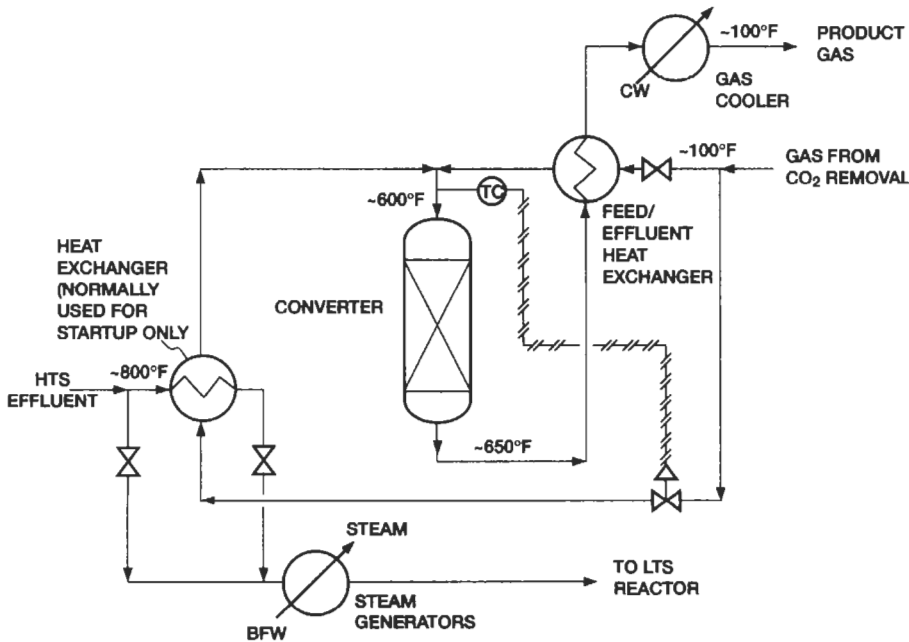 ~100°F
PRODUCT
GAS
CW
GAS
COOLER
~100°F
GAS FROM
CO₂ REMOVAL
~600°F
TC
FEED/
EFFLUENT
HEAT
EXCHANGER
HEAT
EXCHANGER
(NORMALLY
USED FOR
STARTUP ONLY
CONVERTER
HTS
EFFLUENT
~800°F
~650°F
STEAM
TO LTS
REACTOR
STEAM
GENERATORS
BFW